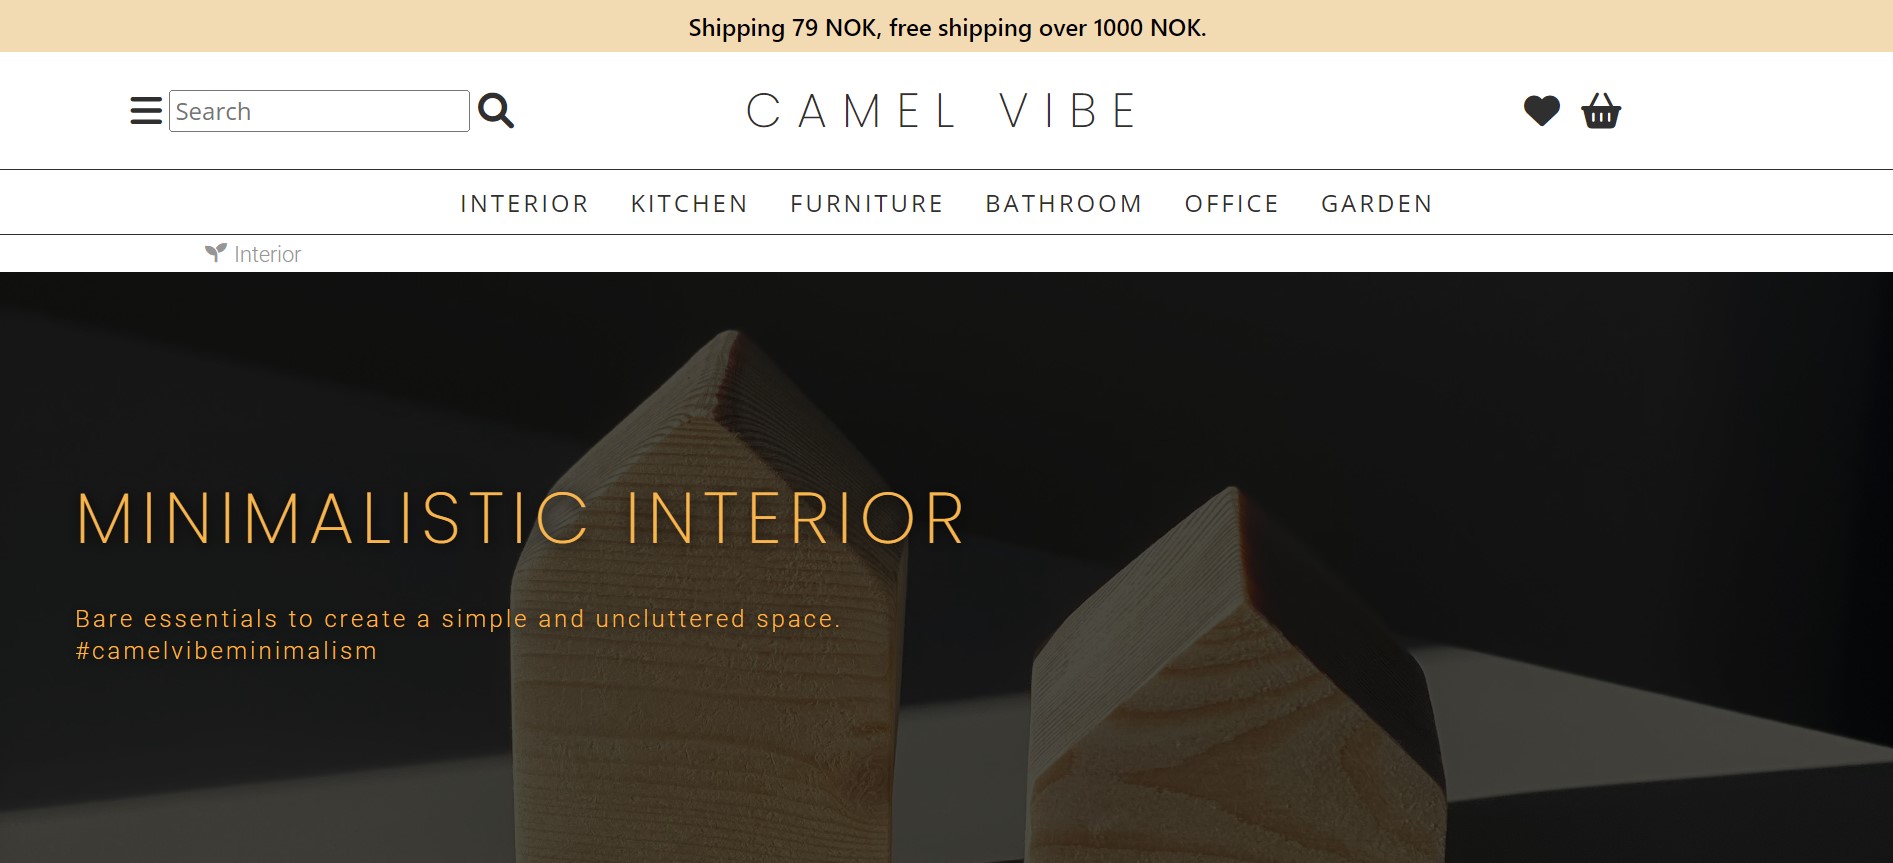 Shipping 79 NOK, free shipping over 1000 NOK.
Search
CAMEL VIBE
INTERIOR KITCHEN FURNITURE BATHROOM OFFICE GARDEN
Interior
MINIMALISTIC INTERIOR
Bare essentials to create a simple and uncluttered space.
#camelvibeminimalism